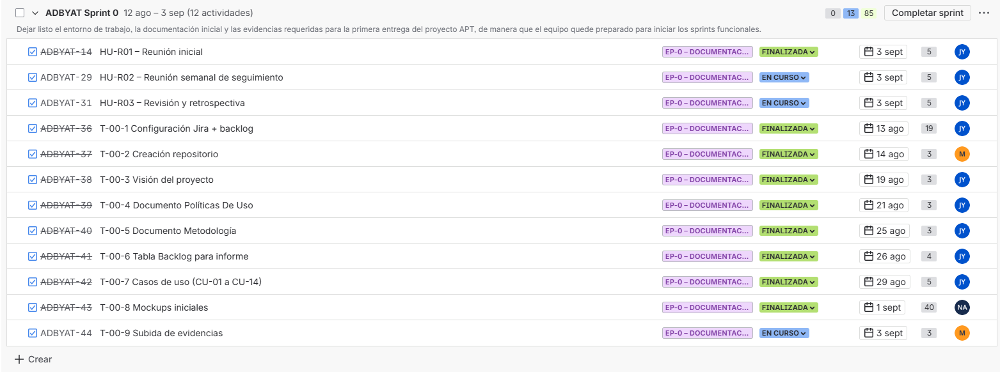 ADBYAT Sprint 0 12 ago – 3 sep (12 actividades) 0 13 85 Completar sprint
Dejar listo el entorno de trabajo, la documentación inicial y las evidencias requeridas para la primera entrega del proyecto APT, de manera que el equipo quede preparado para iniciar los sprints funcionales.
ADBYAT-14 HU-R01 – Reunión inicial EP-0 – DOCUMENTAC... FINALIZADA 3 sept 5 JY
ADBYAT-29 HU-R02 – Reunión semanal de seguimiento EP-0 – DOCUMENTAC... EN CURSO 3 sept 5 JY
ADBYAT-31 HU-R03 – Revisión y retrospectiva EP-0 – DOCUMENTAC... EN CURSO 3 sept 5 JY
ADBYAT-36 T-00-1 Configuración Jira + backlog EP-0 – DOCUMENTAC... FINALIZADA 13 ago 19 JY
ADBYAT-37 T-00-2 Creación repositorio EP-0 – DOCUMENTAC... FINALIZADA 14 ago 3 M
ADBYAT-38 T-00-3 Visión del proyecto EP-0 – DOCUMENTAC... FINALIZADA 19 ago 3 JY
ADBYAT-39 T-00-4 Documento Políticas De Uso EP-0 – DOCUMENTAC... FINALIZADA 21 ago 3 JY
ADBYAT-40 T-00-5 Documento Metodología EP-0 – DOCUMENTAC... FINALIZADA 25 ago 3 JY
ADBYAT-41 T-00-6 Tabla Backlog para informe EP-0 – DOCUMENTAC... FINALIZADA 26 ago 4 JY
ADBYAT-42 T-00-7 Casos de uso (CU-01 a CU-14) EP-0 – DOCUMENTAC... FINALIZADA 29 ago 5 JY
ADBYAT-43 T-00-8 Mockups iniciales EP-0 – DOCUMENTAC... FINALIZADA 1 sept 40 NA
ADBYAT-44 T-00-9 Subida de evidencias EP-0 – DOCUMENTAC... EN CURSO 3 sept 3 M
Crear